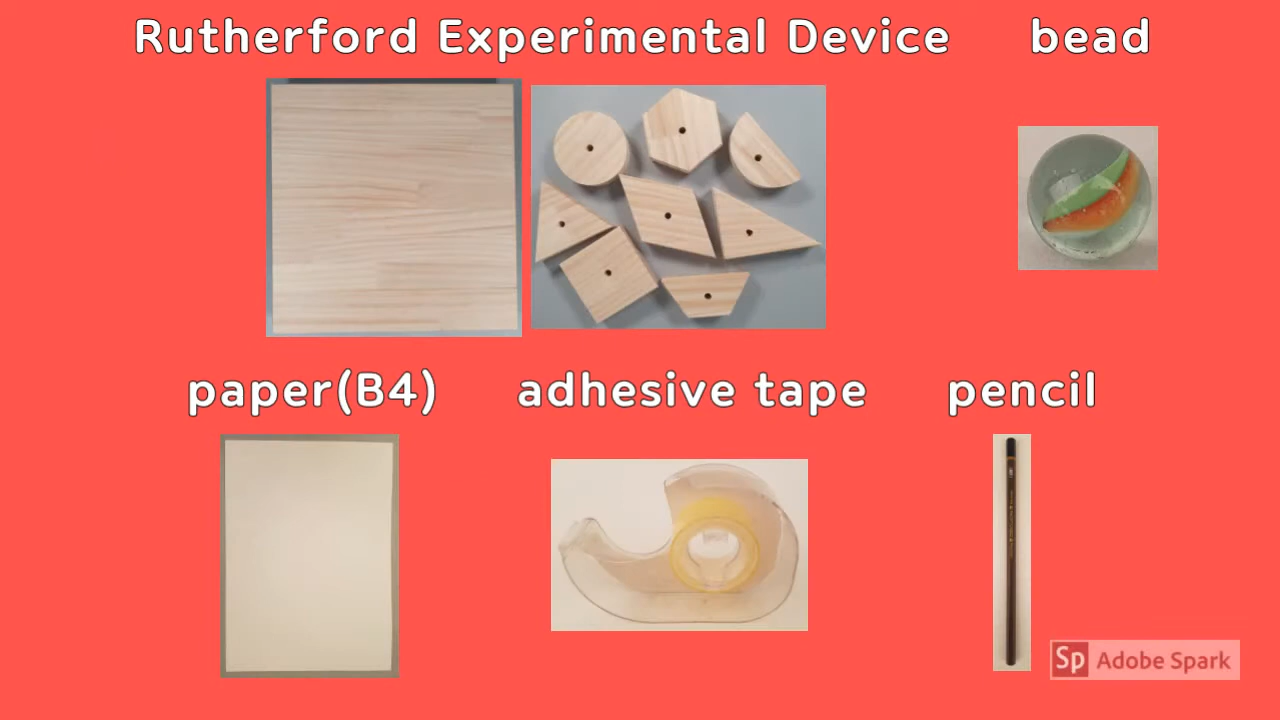 Rutherford Experimental Device bead
paper(B4) adhesive tape pencil
Sp Adobe Spark